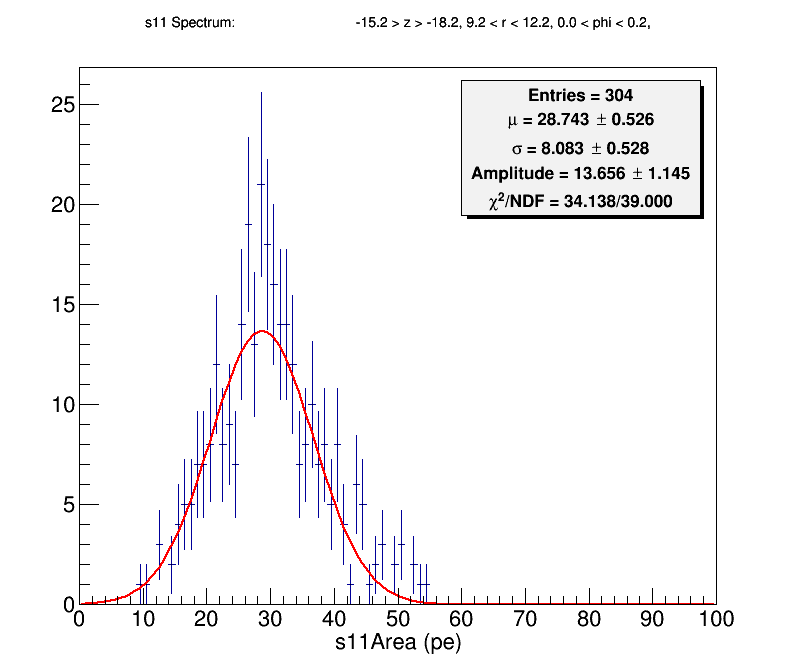 s11 Spectrum: -15.2 > z > -18.2, 9.2 < r < 12.2, 0.0 < phi < 0.2,
Entries = 304
μ = 28.743 ± 0.526
σ = 8.083 ± 0.528
Amplitude = 13.656 ± 1.145
χ²/NDF = 34.138/39.000
25
20
15
10
5
0
0 10 20 30 40 50 60 70 80 90 100
s11Area (pe)